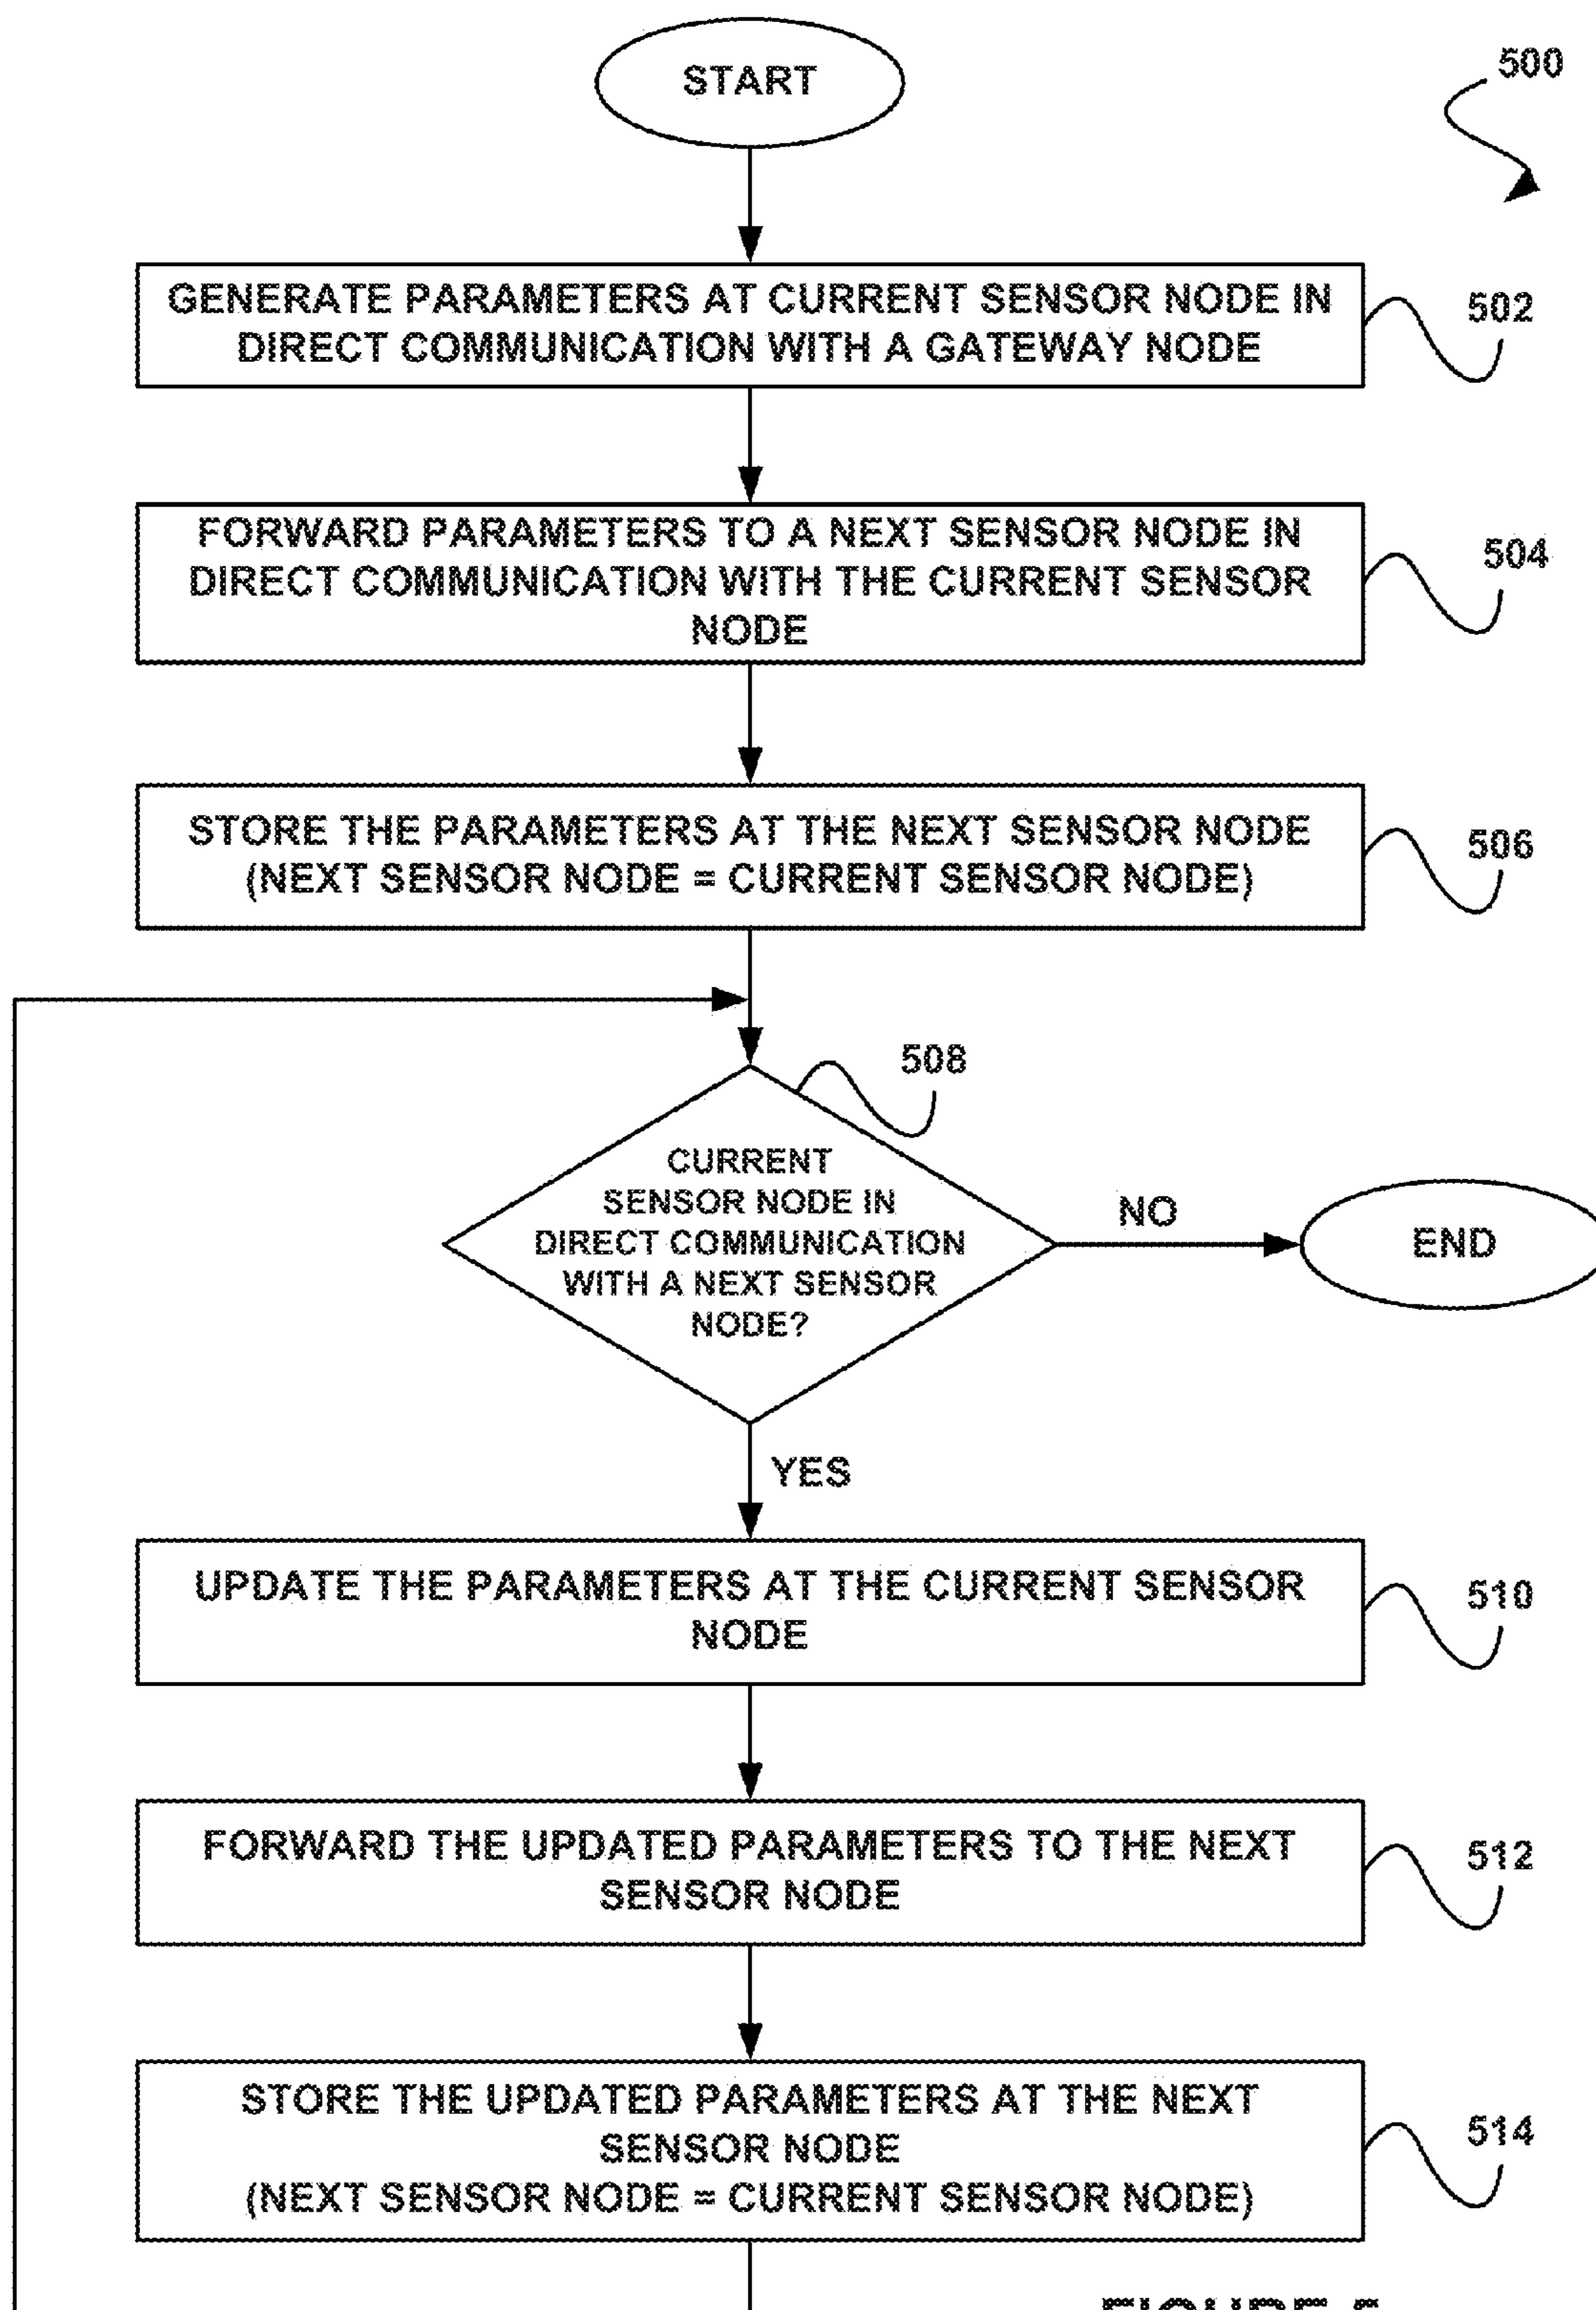 START
500
GENERATE PARAMETERS AT CURRENT SENSOR NODE IN
DIRECT COMMUNICATION WITH A GATEWAY NODE
502
FORWARD PARAMETERS TO A NEXT SENSOR NODE IN
DIRECT COMMUNICATION WITH THE CURRENT SENSOR
NODE
504
STORE THE PARAMETERS AT THE NEXT SENSOR NODE
(NEXT SENSOR NODE = CURRENT SENSOR NODE)
506
508
CURRENT
SENSOR NODE IN
DIRECT COMMUNICATION
WITH A NEXT SENSOR
NODE?
NO
END
YES
UPDATE THE PARAMETERS AT THE CURRENT SENSOR
NODE
510
FORWARD THE UPDATED PARAMETERS TO THE NEXT
SENSOR NODE
512
STORE THE UPDATED PARAMETERS AT THE NEXT
SENSOR NODE
(NEXT SENSOR NODE = CURRENT SENSOR NODE)
514